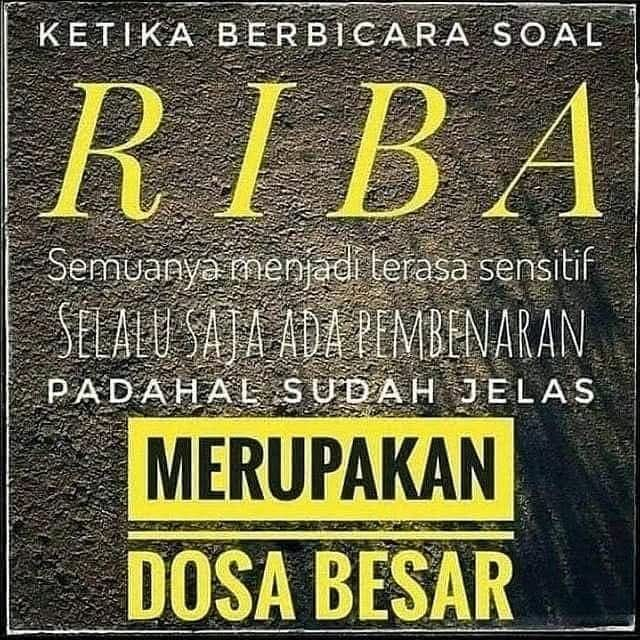 KETIKA BERBICARA SOAL
RIBA
Semuanya menjadi terasa sensitif
SELALU SAJA ADA PEMBENARAN
PADAHAL SUDAH JELAS
MERUPAKAN
DOSA BESAR